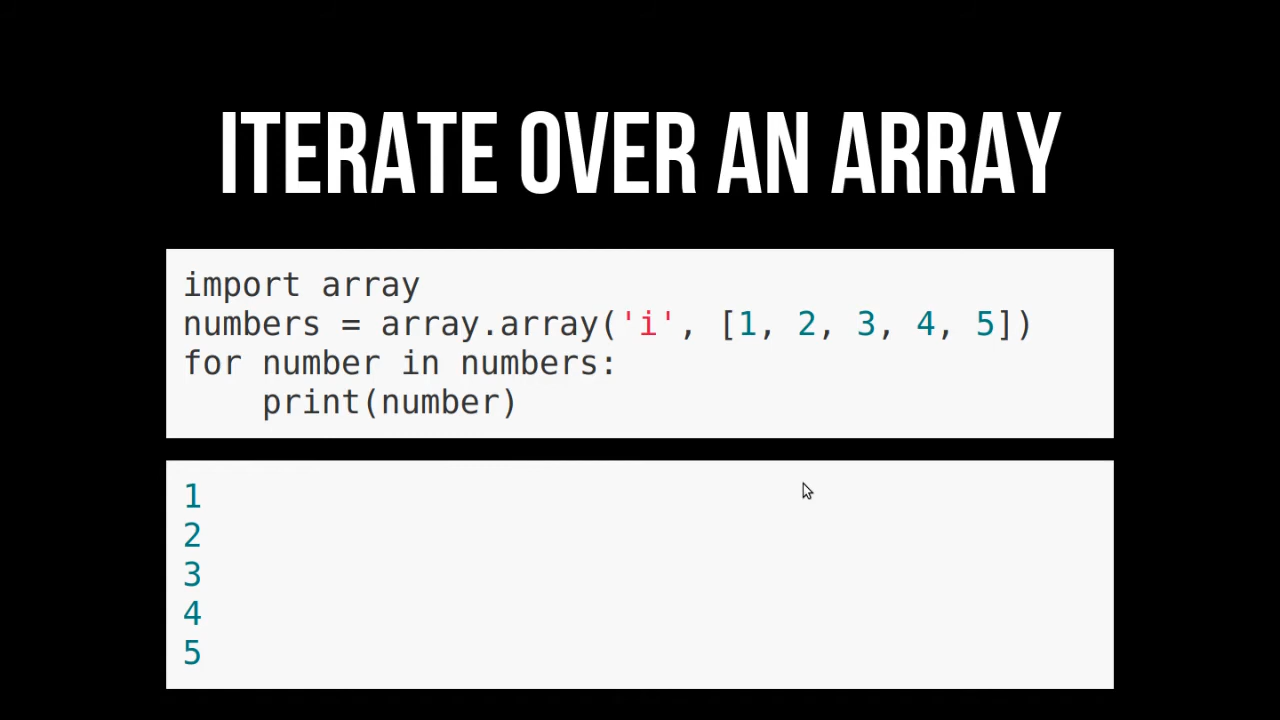 ITERATE OVER AN ARRAY
import array
numbers = array.array('i', [1, 2, 3, 4, 5])
for number in numbers:
    print(number)
1
2
3
4
5